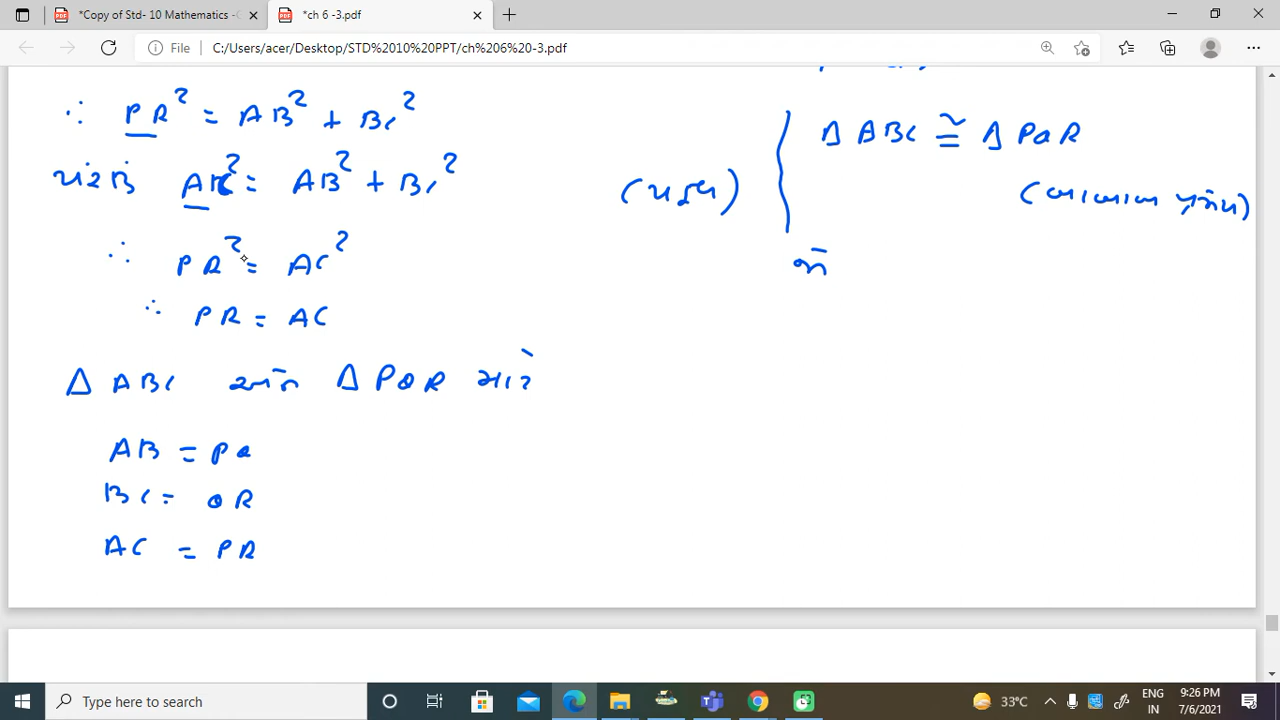 *Copy of Std- 10 Mathematics -
*ch 6 -3.pdf
File C:/Users/acer/Desktop/STD%2010%20PPT/ch%206%20-3.pdf
∴ PR² = AB² + BC²
પરંતુ AC² = AB² + BC²
(પક્ષ)
∴ PR² = AC²
∴ PR = AC
Δ ABC અને Δ PQR માં
AB = PQ
BC = QR
AC = PR
Δ ABC ≅ Δ PQR
(બાબાબા
Type here to search
33°C
ENG
IN
9:26 PM
7/6/2021